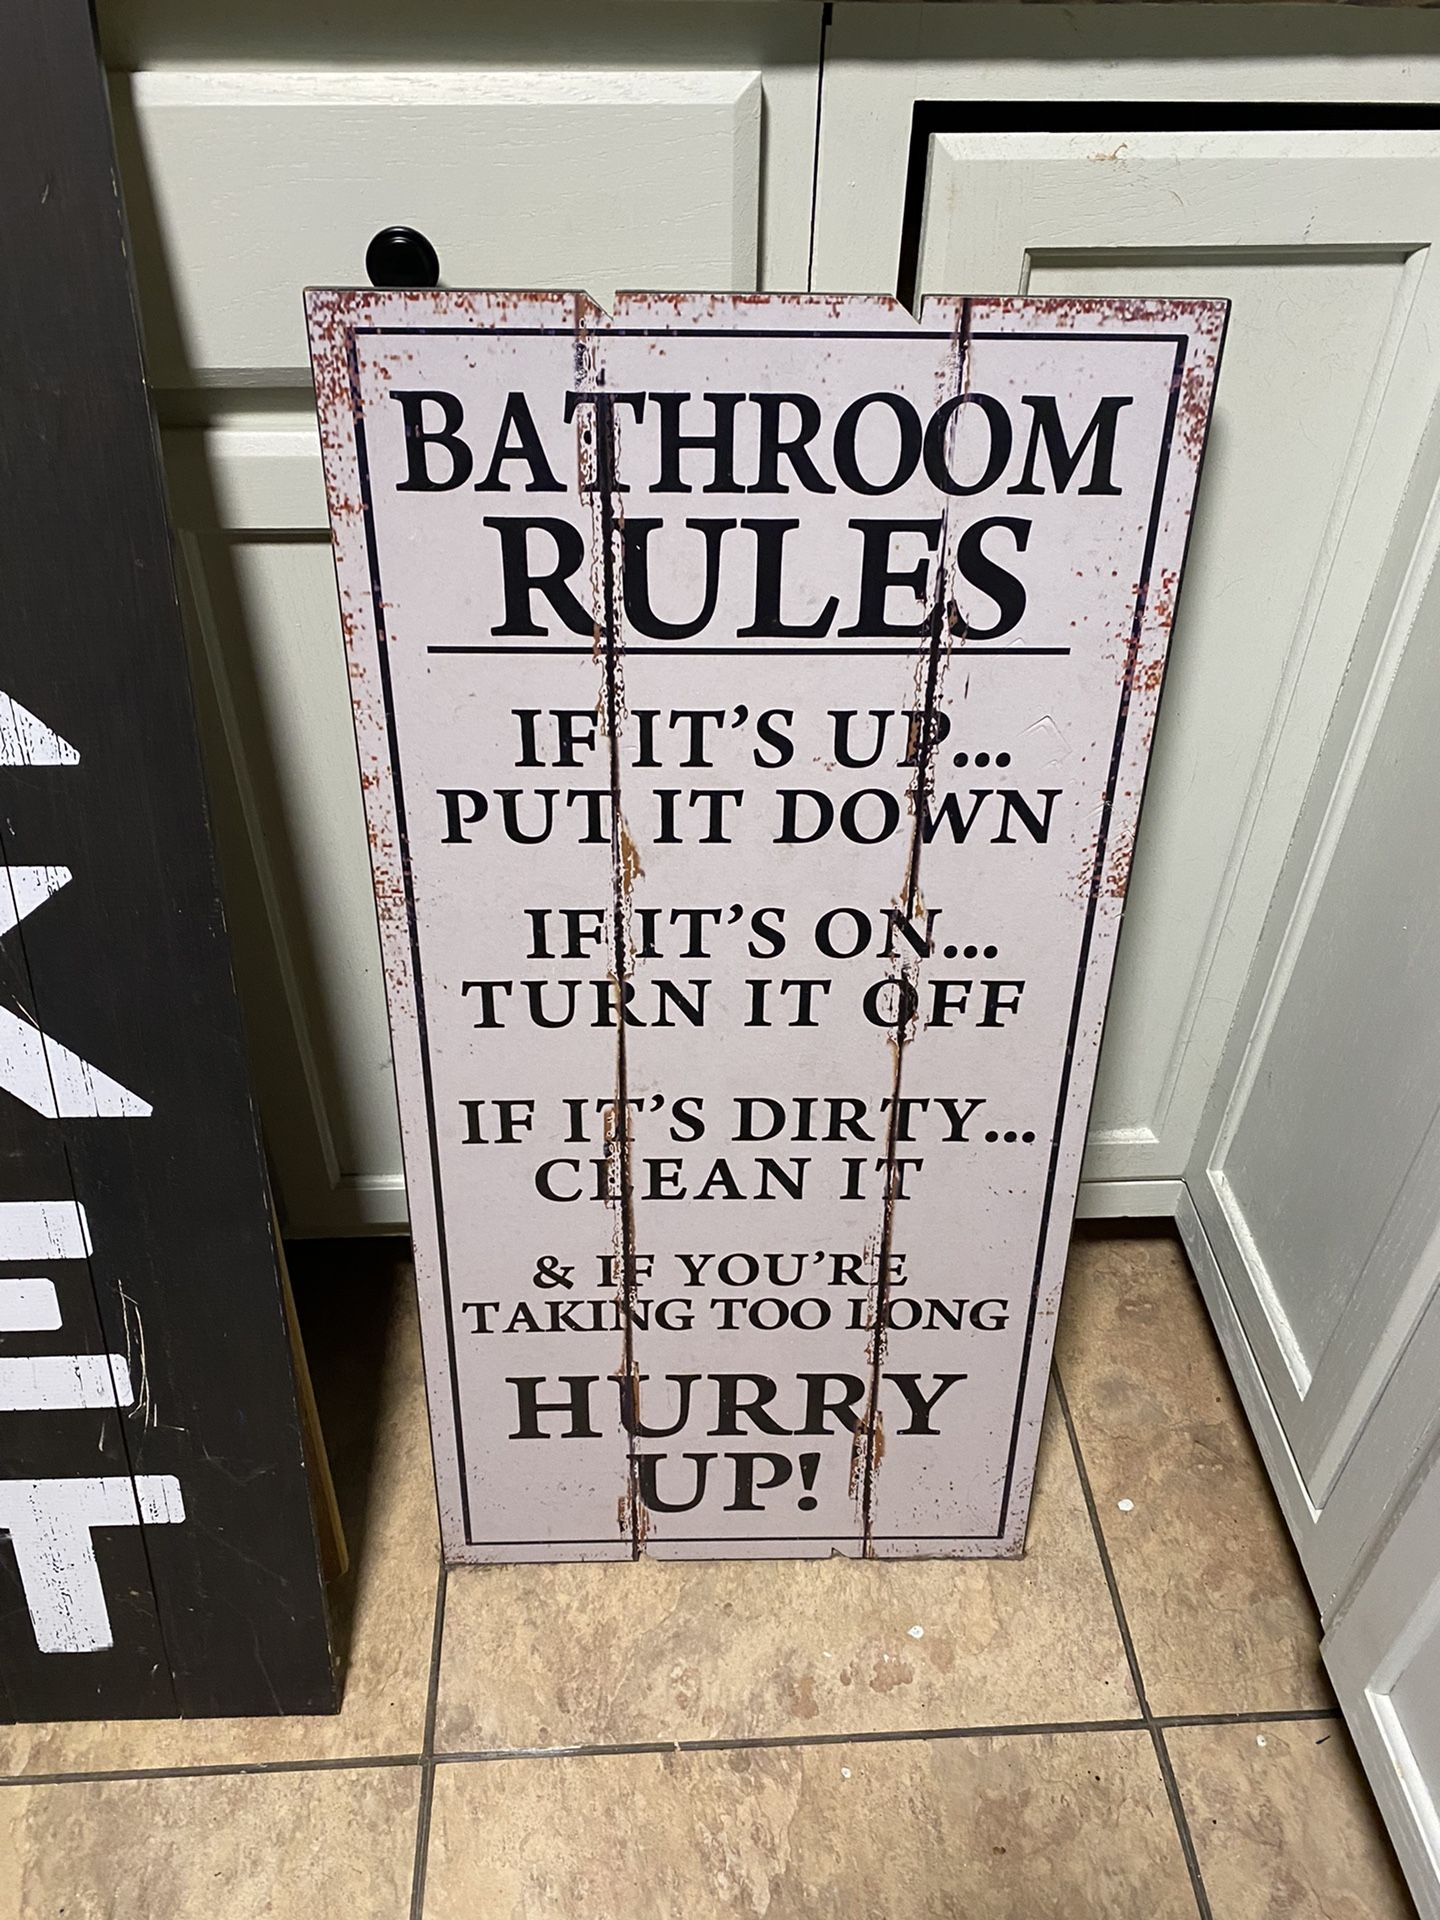 BATHROOM
RULES
IF IT'S UP...
PUT IT DOWN
IF IT'S ON...
TURN IT OFF
IF IT'S DIRTY...
CLEAN IT
& IF YOU'RE
TAKING TOO LONG
HURRY
UP!